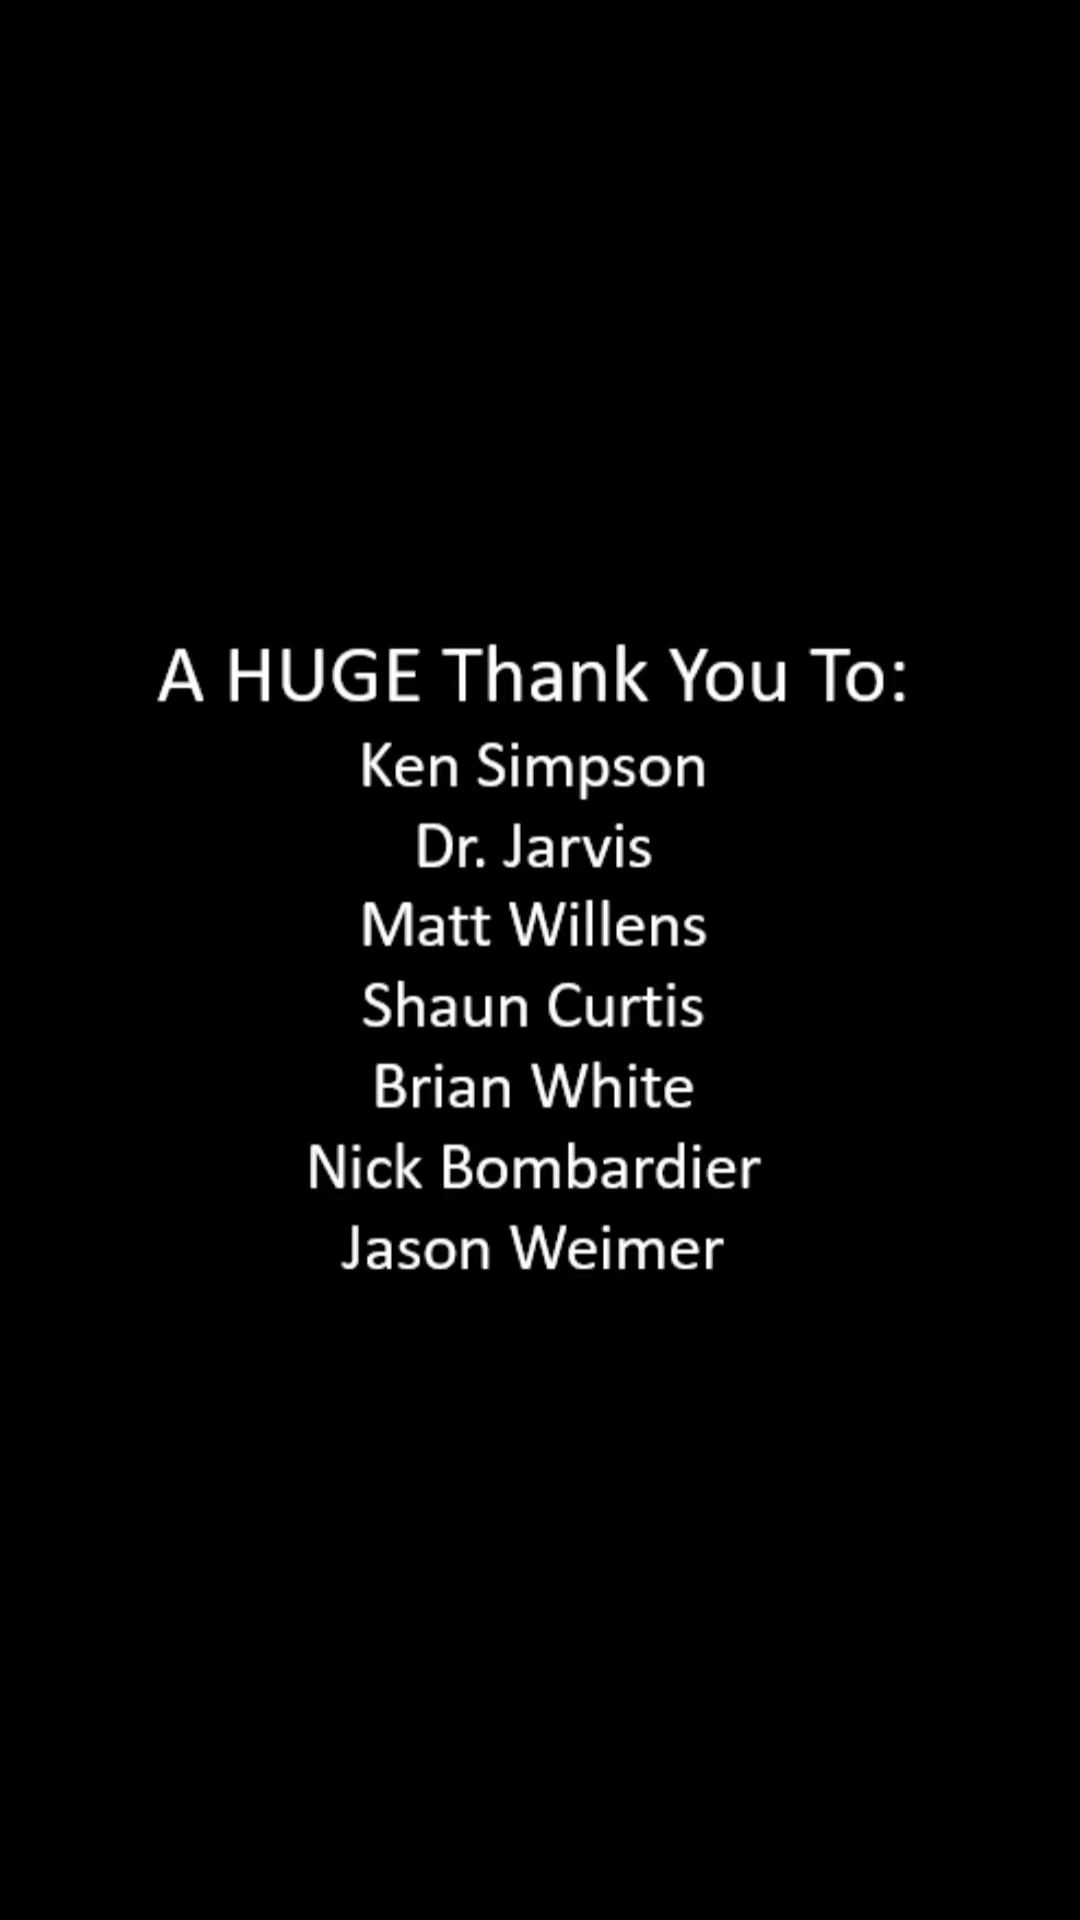 A HUGE Thank You To:
Ken Simpson
Dr. Jarvis
Matt Willens
Shaun Curtis
Brian White
Nick Bombardier
Jason Weimer